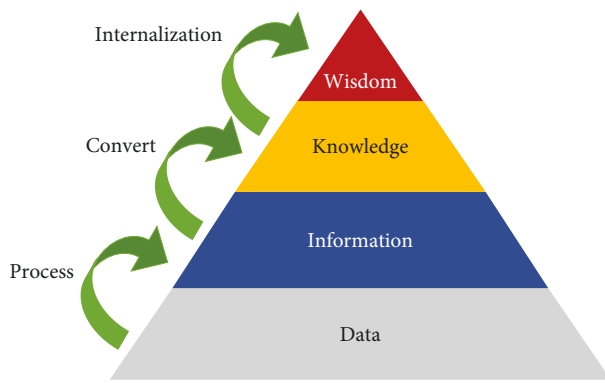 Internalization
Wisdom
Convert
Knowledge
Information
Process
Data